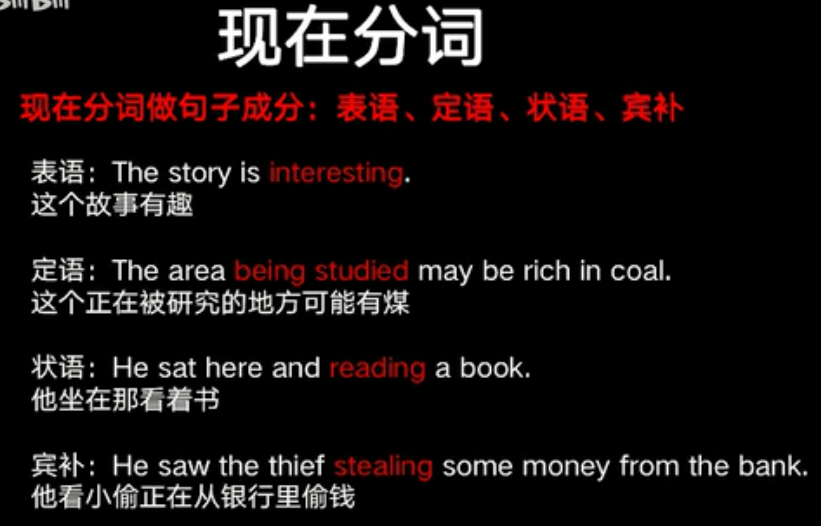 现在分词
现在分词做句子成分：表语、定语、状语、宾补
表语：The story is interesting.
这个故事有趣
定语：The area being studied may be rich in coal.
这个正在被研究的地方可能有煤
状语：He sat here and reading a book.
他坐在那看着书
宾补：He saw the thief stealing some money from the bank.
他看小偷正在从银行里偷钱